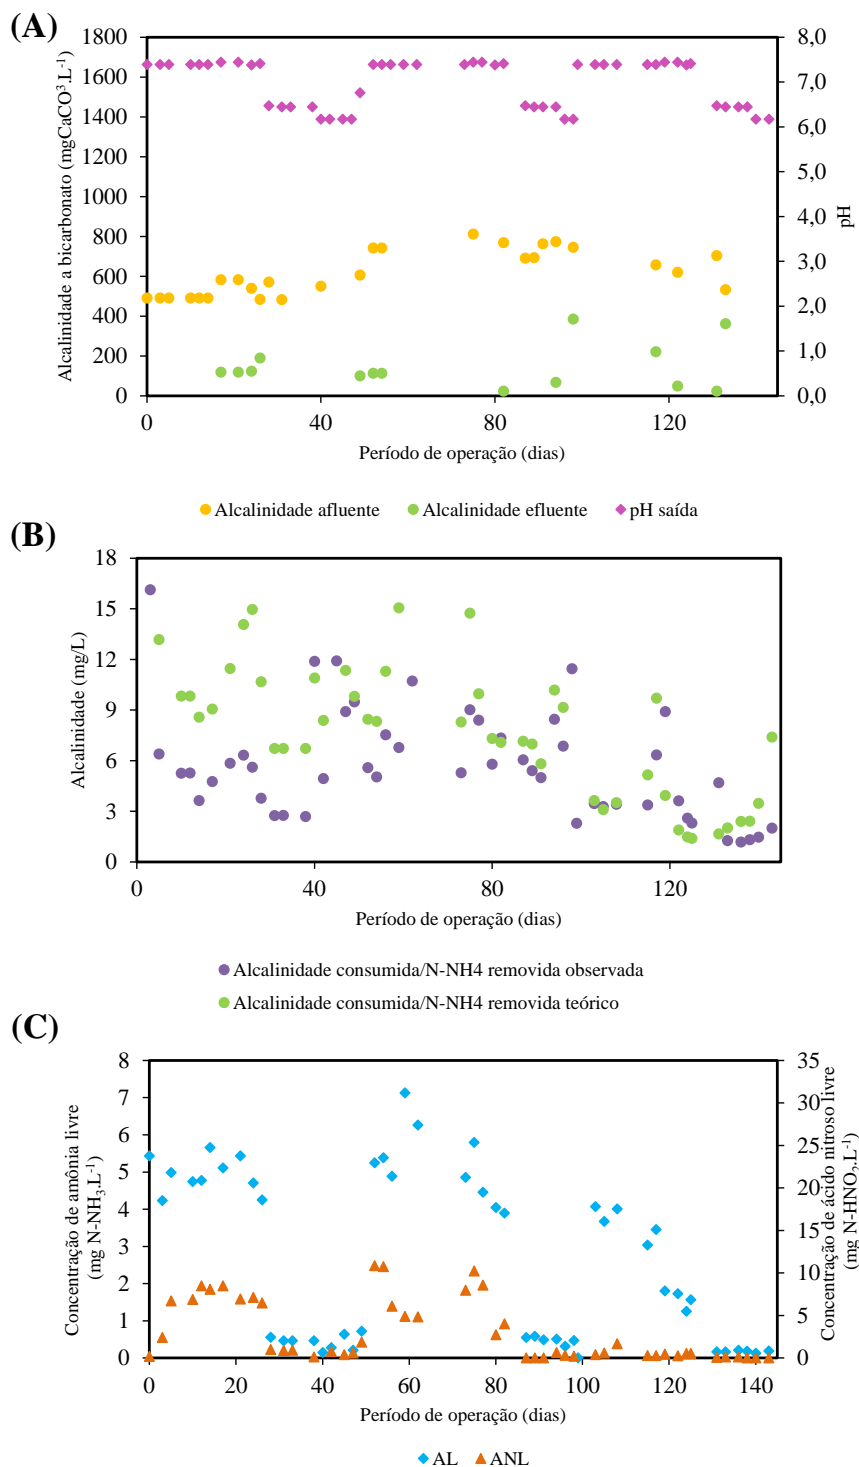 (A)
1800
1600
1400
1200
1000
800
600
400
200
0
8,0
7,0
6,0
5,0
4,0
3,0
2,0
1,0
0,0
Alcalinidade a bicarbonato (mgCaCO³.L⁻¹)
pH
0 40 80 120
Período de operação (dias)
Alcalinidade afluente Alcalinidade efluente pH saída
(B)
18
15
12
9
6
3
0
Alcalinidade (mg/L)
0 40 80 120
Período de operação (dias)
Alcalinidade consumida/N-NH4 removida observada
Alcalinidade consumida/N-NH4 removida teórico
(C)
8
7
6
5
4
3
2
1
0
35
30
25
20
15
10
5
0
Concentração de amônia livre
(mg N-NH₃.L⁻¹)
Concentração de ácido nitroso livre
(mg N-HNO₂.L⁻¹)
0 20 40 60 80 100 120 140
Período de operação (dias)
AL ANL